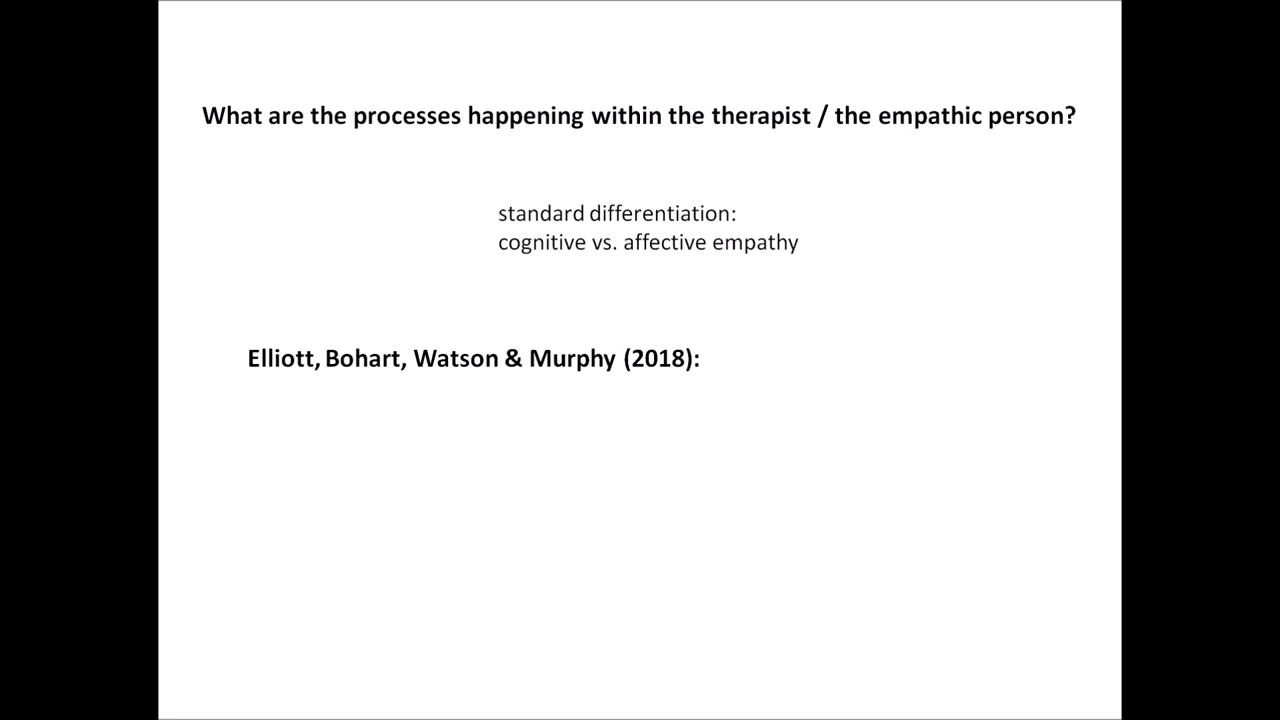 What are the processes happening within the therapist / the empathic person?
standard differentiation:
cognitive vs. affective empathy
Elliott, Bohart, Watson & Murphy (2018):